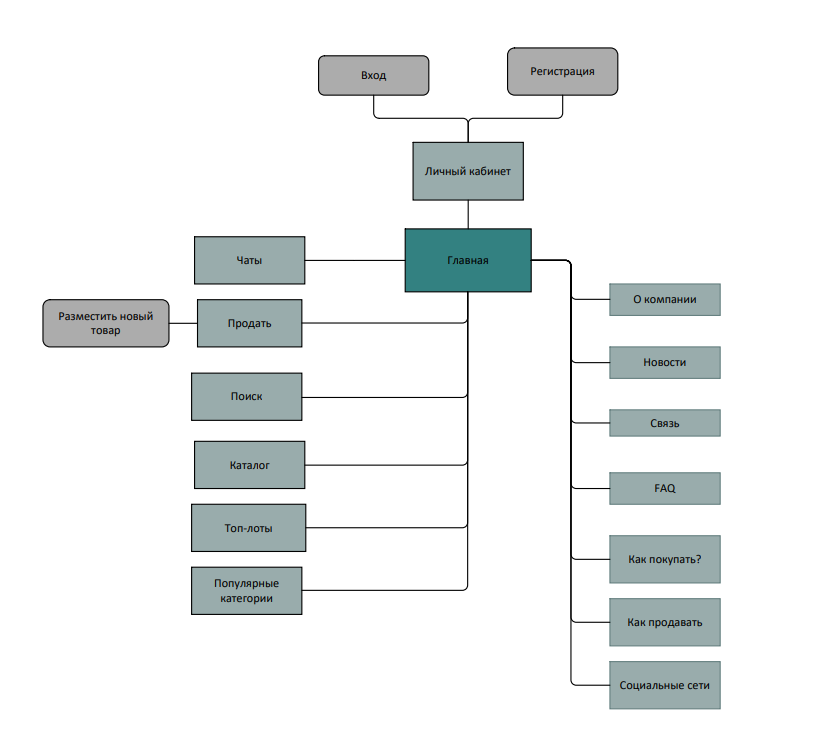 Вход
Регистрация
Личный кабинет
Главная
Чаты
Разместить новый
товар
Продать
Поиск
Каталог
Топ-лоты
Популярные
категории
О компании
Новости
Связь
FAQ
Как покупать?
Как продавать
Социальные сети